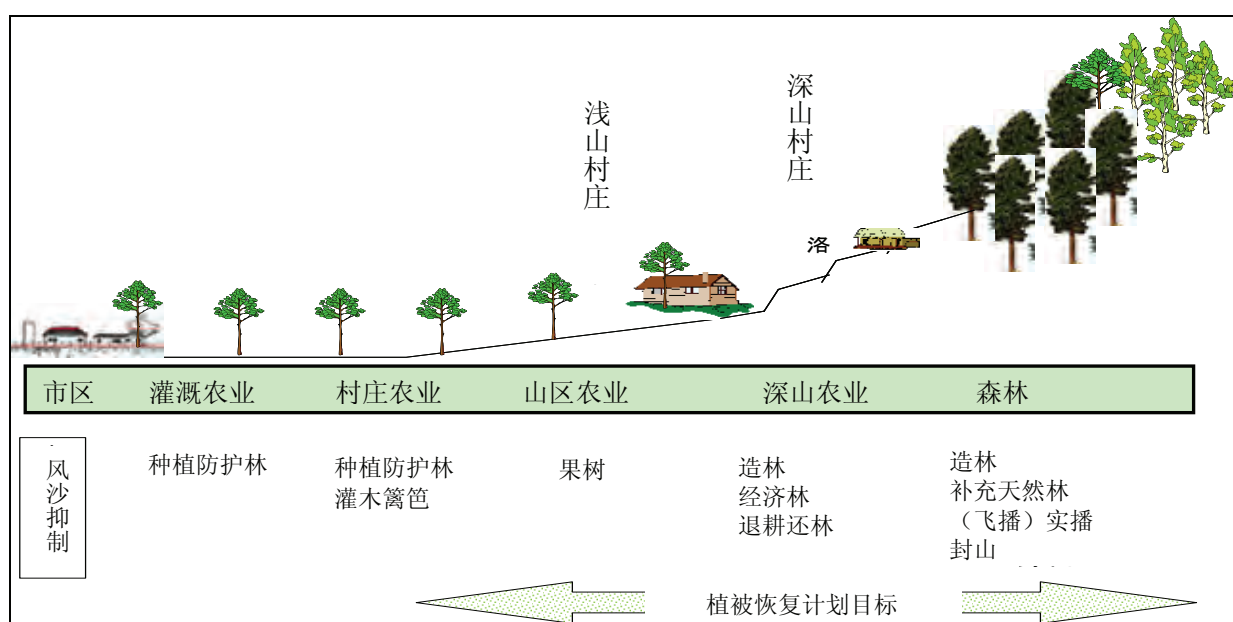 浅山村庄
深山村庄
洛
市区 灌溉农业 村庄农业 山区农业 深山农业 森林
风沙抑制
种植防护林
种植防护林
灌木篱笆
果树
造林
经济林
退耕还林
造林
补充天然林
（飞播）实播
封山
植被恢复计划目标